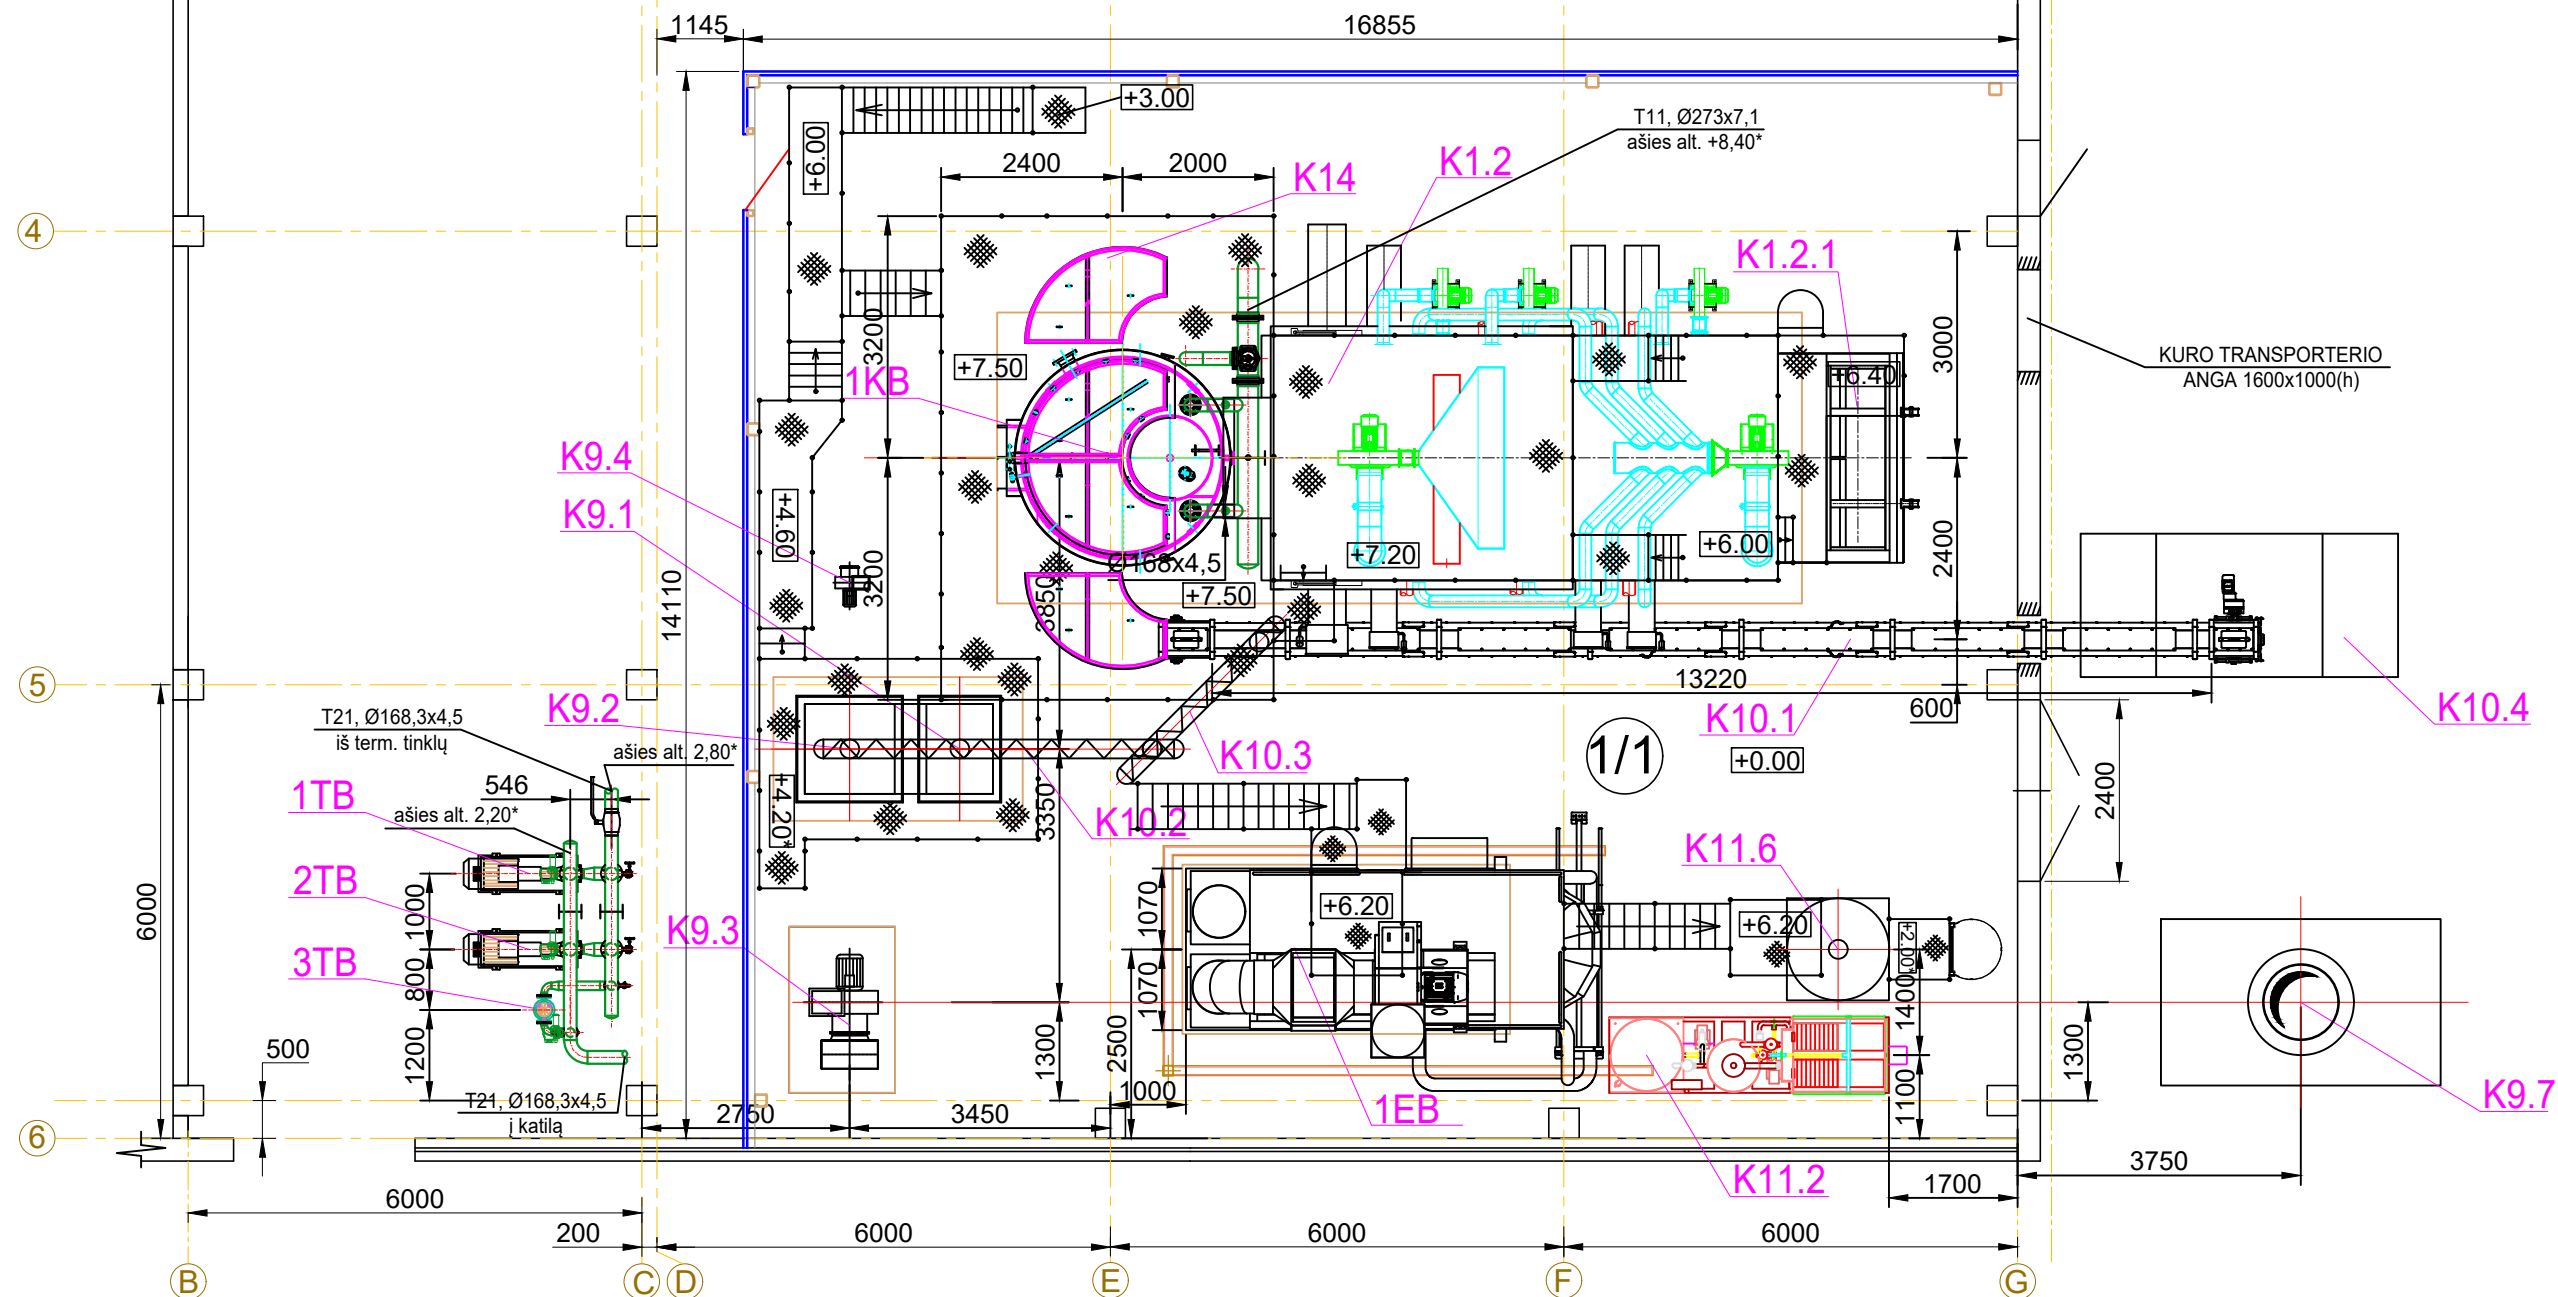 1145
16855
+3.00
+9.00
T11, Ø273x7,1
ašies alt. +8,40*
2400
2000
K14
K1.2
K1.2.1
4
3200
3000
KURO TRANSPORTERIO
ANGA 1600x1000(h)
+7.50
1KB
+6.40
K9.4
K9.1
+4.60
3200
14110
3850
Ø168x4,5
+7.50
+7.20
+6.00
2400
5
13220
600
K10.1
K10.4
K9.2
T21, Ø168,3x4,5
iš term. tinklų
ašies alt. 2,80*
K10.3
1/1
+0.00
546
1TB
ašies alt. 2,20*
+4.20*
3350
K10.2
2400
K11.6
2TB
1000
6000
K9.3
1070
+6.20
+6.20
+2.00*
3TB
800
1070
1400
500
1200
1300
2500
1300
T21, Ø168,3x4,5
į katilą
2750
3450
1000
1EB
1100
K9.7
6
K11.2
3750
1700
6000
200
6000
6000
6000
B
C
D
E
F
G